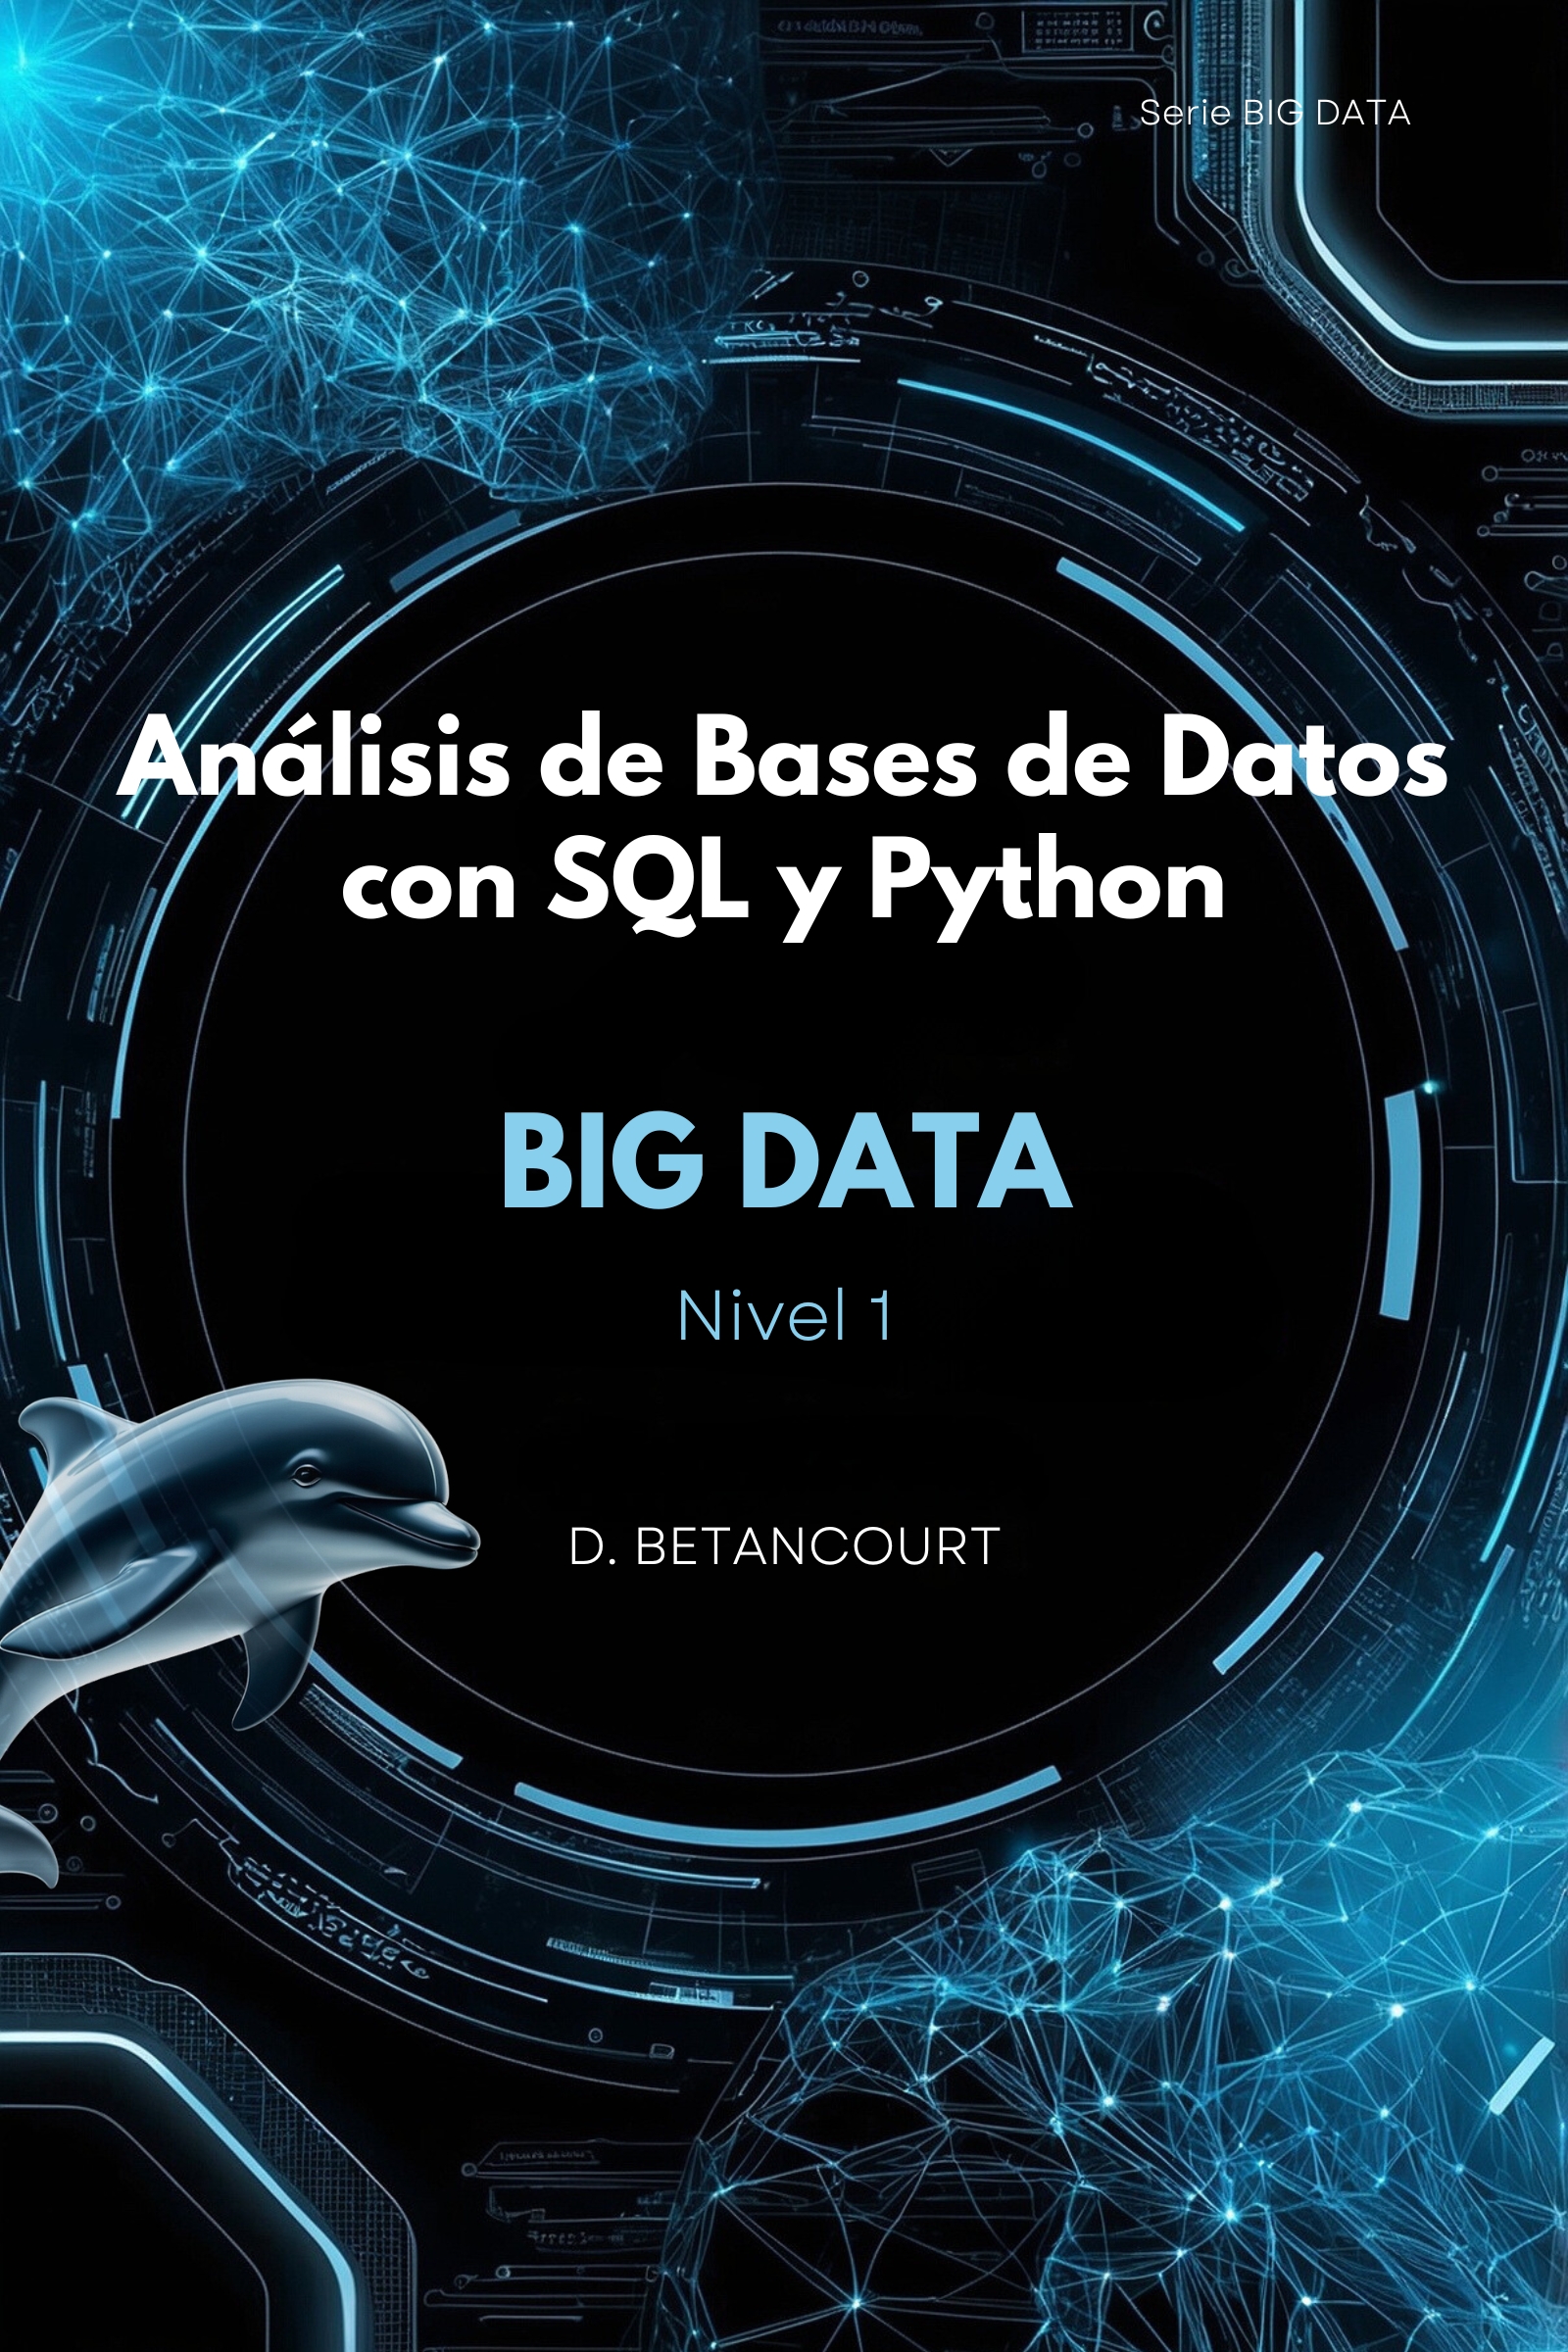 Serie BIG DATA
Análisis de Bases de Datos
con SQL y Python
BIG DATA
Nivel 1
D. BETANCOURT